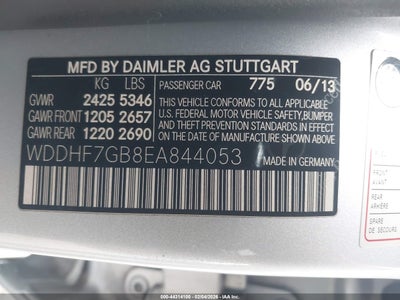 MFD BY DAIMLER AG STUTTGART
KG LBS
GVWR 2425 5346
GAWR FRONT 1205 2657
GAWR REAR 1220 2690
PASSENGER CAR 775 06/13
THIS VEHICLE CONFORMS TO ALL
APPLICABLE U.S. FEDERAL
MOTOR VEHICLE SAFETY, BUMPER
AND THEFT PREVENTION
STANDARDS IN EFFECT ON THE DATE
OF MANUFACTURE SHOWN ABOVE.
WDDHF7GB8EA844053
MADE IN GERMANY
FRONT
REAR